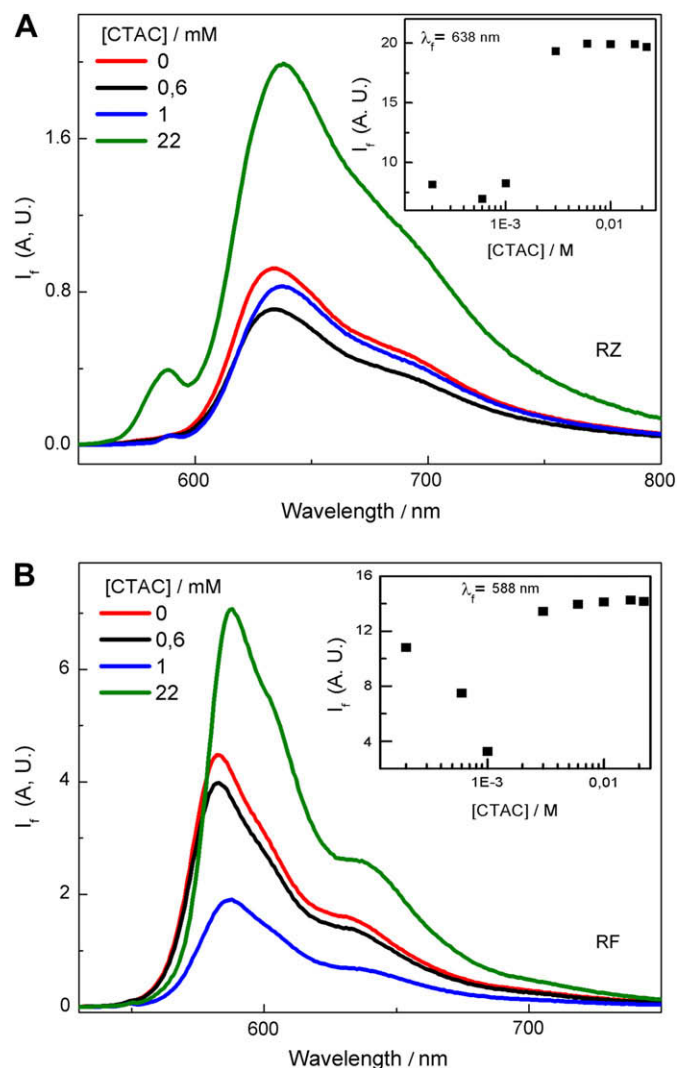 A
[CTAC] / mM
0
0,6
1
22
λf = 638 nm
20
15
10
If (A. U.)
1E-3
0,01
[CTAC] / M
1.6
0.8
0.0
If (A, U.)
RZ
600
700
800
Wavelength / nm
B
[CTAC] / mM
0
0,6
1
22
λf = 588 nm
16
12
8
4
If (A. U.)
1E-3
0,01
[CTAC] / M
6
4
2
0
If (A, U.)
RF
600
700
Wavelength / nm